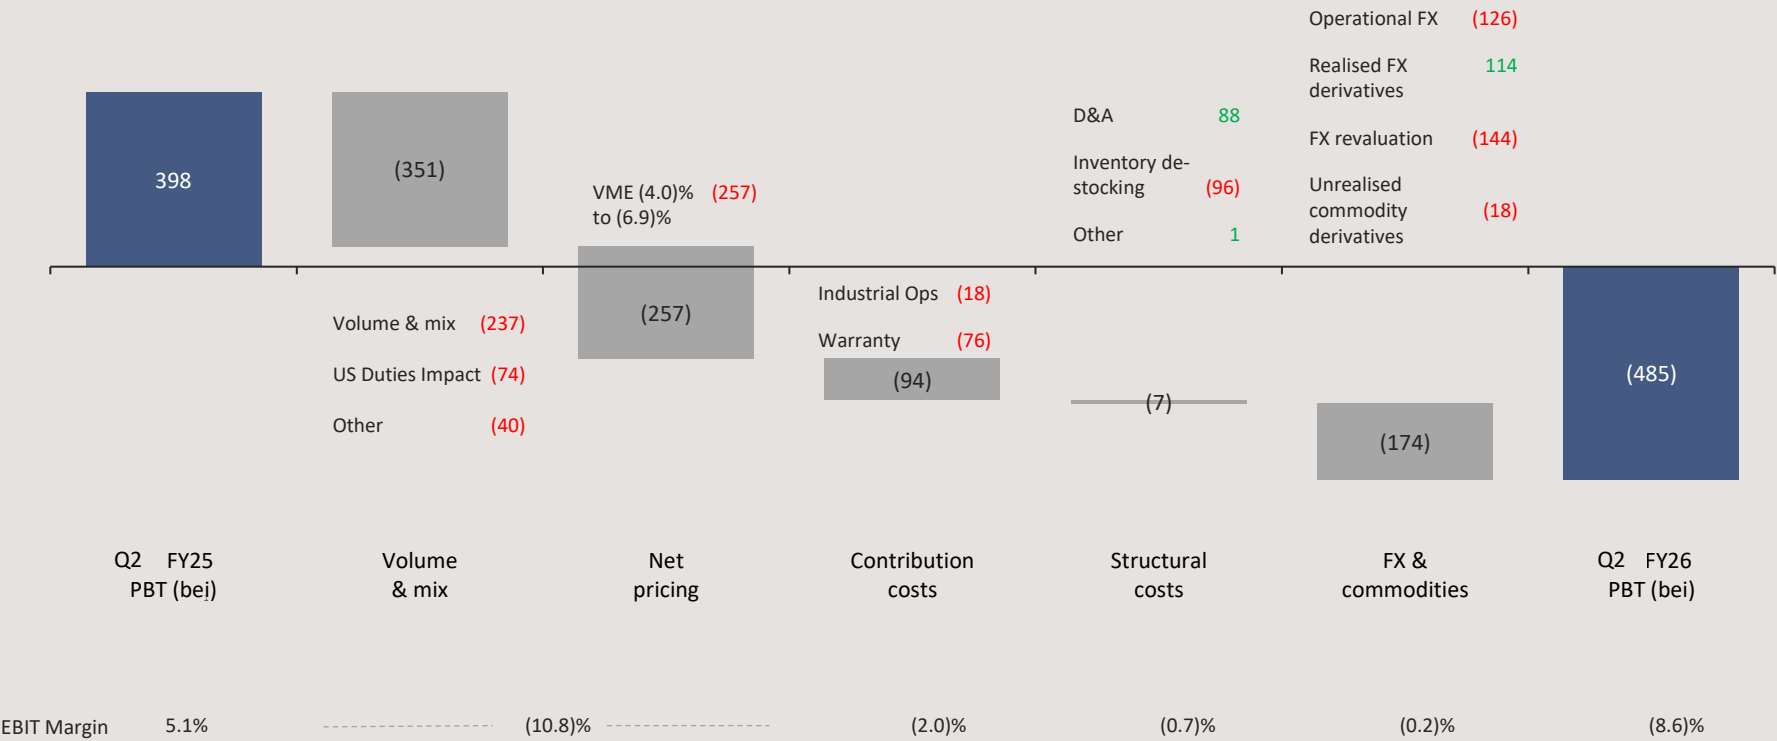 Operational FX (126)
Realised FX 114
derivatives
FX revaluation (144)
Unrealised
commodity (18)
derivatives
D&A 88
Inventory de-
stocking (96)
Other 1
398
(351)
VME (4.0)% (257)
to (6.9)%
(257)
Volume & mix (237)
US Duties Impact (74)
Other (40)
Industrial Ops (18)
Warranty (76)
(94)
(7)
(174)
(485)
Q2 FY25
PBT (bei)
Volume
& mix
Net
pricing
Contribution
costs
Structural
costs
FX &
commodities
Q2 FY26
PBT (bei)
EBIT Margin 5.1% (10.8)% (2.0)% (0.7)% (0.2)% (8.6)%